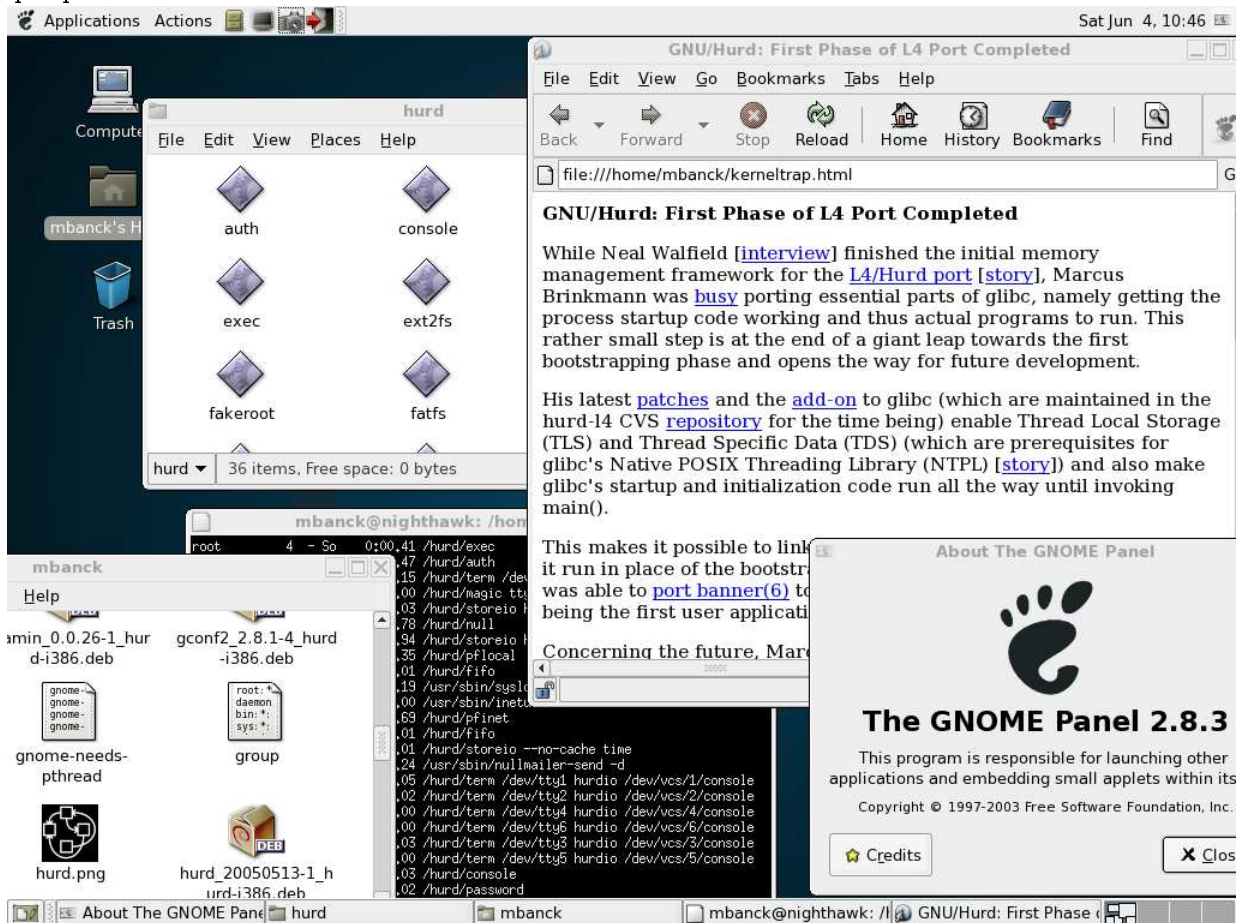 Applications Actions
Sat Jun 4, 10:46
Computer
mbanck's H
Trash
hurd
File Edit View Places Help
auth console
exec ext2fs
fakeroot fatfs
hurd 36 items, Free space: 0 bytes
GNU/Hurd: First Phase of L4 Port Completed
File Edit View Go Bookmarks Tabs Help
Back Forward Stop Reload Home History Bookmarks Find
file:///home/mbanck/kerneltrap.html G
GNU/Hurd: First Phase of L4 Port Completed
While Neal Walfield [interview] finished the initial memory
management framework for the L4/Hurd port [story], Marcus
Brinkmann was busy porting essential parts of glibc, namely getting the
process startup code working and thus actual programs to run. This
rather small step is at the end of a giant leap towards the first
bootstrapping phase and opens the way for future development.
His latest patches and the add-on to glibc (which are maintained in the
hurd-l4 CVS repository for the time being) enable Thread Local Storage
(TLS) and Thread Specific Data (TDS) (which are prerequisites for
glibc's Native POSIX Threading Library (NTPL) [story]) and also make
glibc's startup and initialization code run all the way until invoking
main().
This makes it possible to link
it run in place of the bootstra
was able to port banner(6) to
being the first user applicati
Concerning the future, Marc
mbanck@nighthawk: /hom
root 4 - So 0:00.41 /hurd/exec
.47 /hurd/auth
.15 /hurd/term /dev
.00 /hurd/magic tty
.03 /hurd/storeio h
.78 /hurd/null
.94 /hurd/storeio h
.35 /hurd/pflocal
.01 /hurd/fifo
.19 /usr/sbin/syslo
.00 /usr/sbin/inetu
.69 /hurd/pfinet
.01 /hurd/fifo
.01 /hurd/storeio --no-cache time
.24 /usr/sbin/nullmailer-send -d
.05 /hurd/term /dev/tty1 hurdio /dev/vcs/1/console
.02 /hurd/term /dev/tty2 hurdio /dev/vcs/2/console
.00 /hurd/term /dev/tty4 hurdio /dev/vcs/4/console
.00 /hurd/term /dev/tty6 hurdio /dev/vcs/6/console
.03 /hurd/term /dev/tty3 hurdio /dev/vcs/3/console
.00 /hurd/term /dev/tty5 hurdio /dev/vcs/5/console
.03 /hurd/console
.02 /hurd/password
mbanck
Help
amin_0.0.26-1_hur
d-i386.deb
gconf2_2.8.1-4_hurd
-i386.deb
gnome-
gnome-
gnome-
gnome-
gnome-needs-
pthread
root:*:
daemon
bin:*:
sys:*:
group
hurd.png
DEB
hurd_20050513-1_h
urd-i386.deb
About The GNOME Panel
The GNOME Panel 2.8.3
This program is responsible for launching other
applications and embedding small applets within its
Copyright © 1997-2003 Free Software Foundation, Inc.
Credits
Clos
About The GNOME Pane hurd mbanck mbanck@nighthawk: /h GNU/Hurd: First Phase